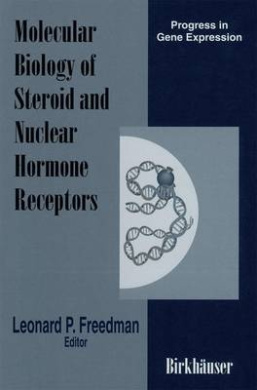 Molecular
Biology of
Steroid and
Nuclear
Hormone
Receptors
Progress in
Gene Expression
Leonard P. Freedman
Editor
Birkhäuser